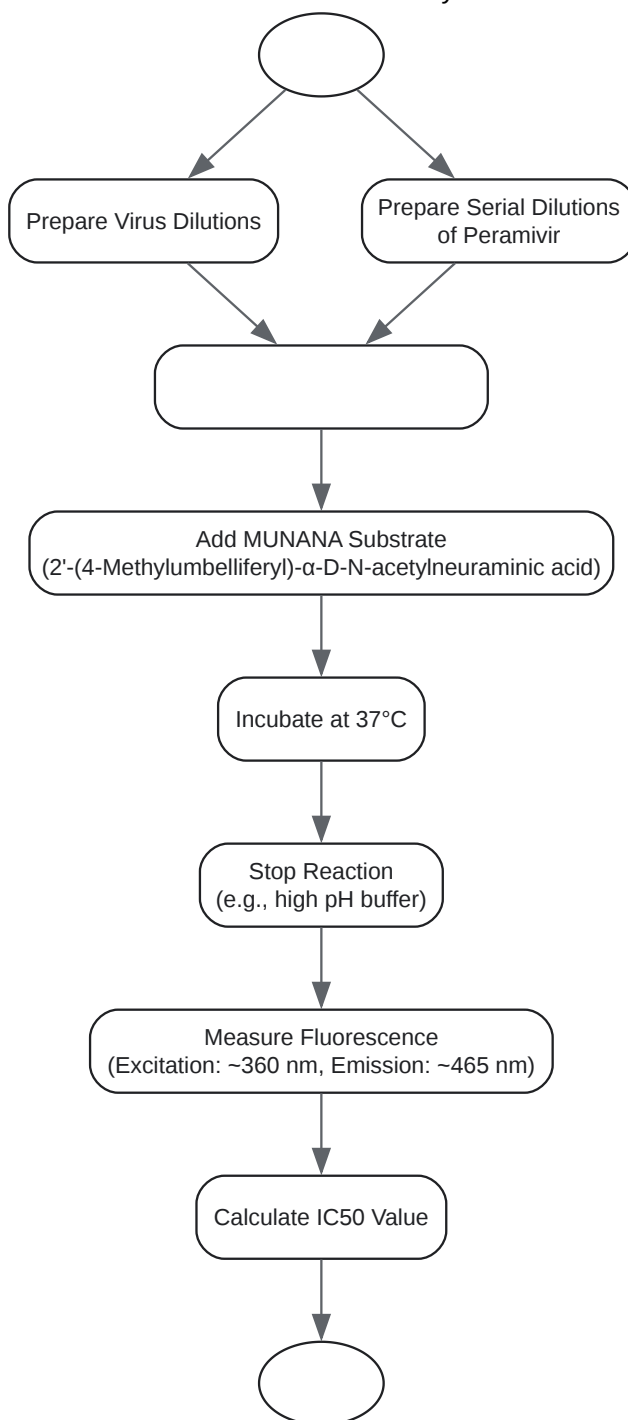 Prepare Virus Dilutions
Prepare Serial Dilutions
of Peramivir
Add MUNANA Substrate
(2'-(4-Methylumbelliferyl)-α-D-N-acetylneuraminic acid)
Incubate at 37°C
Stop Reaction
(e.g., high pH buffer)
Measure Fluorescence
(Excitation: ~360 nm, Emission: ~465 nm)
Calculate IC50 Value